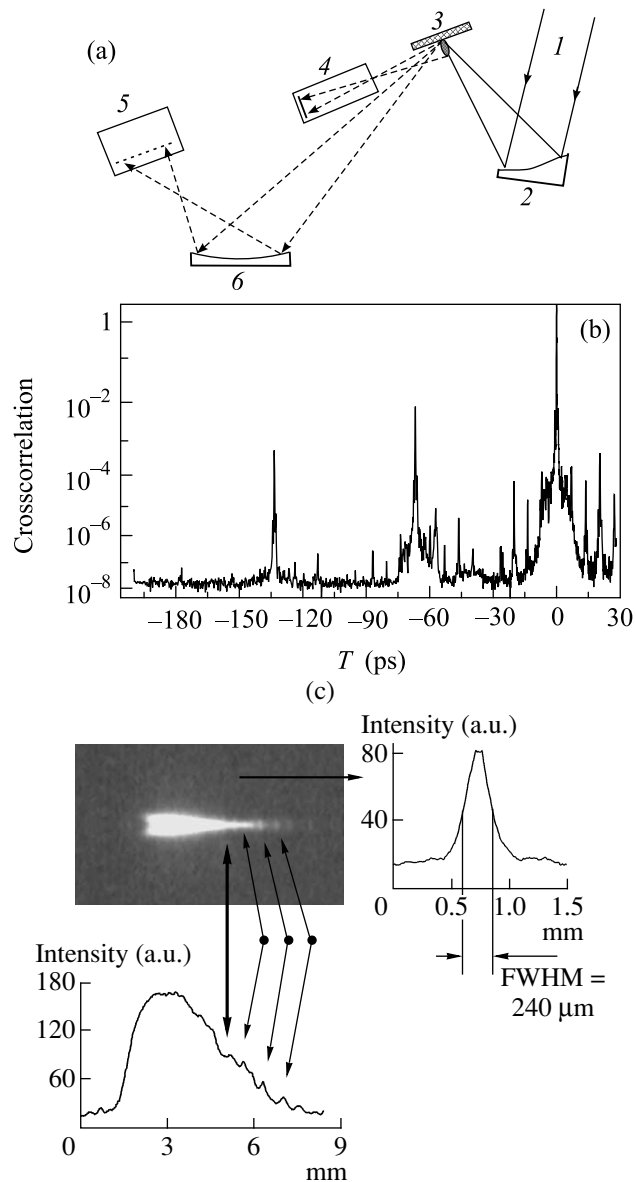 (a)
3
1
4
5
2
6
(b)
Crosscorrelation
1
10⁻²
10⁻⁴
10⁻⁶
10⁻⁸
–180 –150 –120 –90 –60 –30 0 30
T (ps)
(c)
Intensity (a.u.)
80
40
0 0.5 1.0 1.5
mm
FWHM =
240 µm
Intensity (a.u.)
180
120
60
0 3 6 9
mm